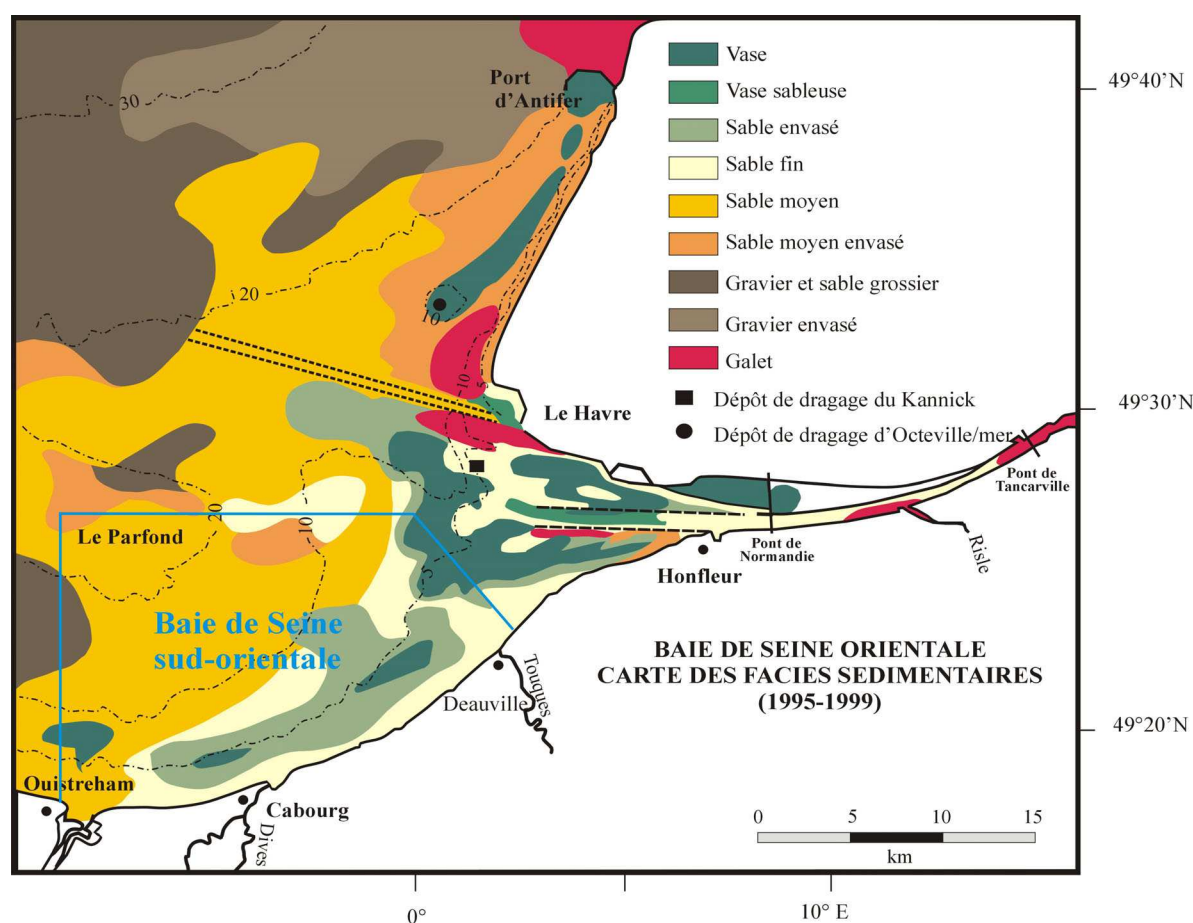 Port
d'Antifer
30
20
10
10
5
Le Havre
Vase
Vase sableuse
Sable envasé
Sable fin
Sable moyen
Sable moyen envasé
Gravier et sable grossier
Gravier envasé
Galet
Dépôt de dragage du Kannick
Dépôt de dragage d'Octeville/mer
49°40'N
49°30'N
49°20'N
Pont de
Tancarville
Pont de
Normandie
Risle
Honfleur
Le Parfond
20
10
5
Baie de Seine
sud-orientale
BAIE DE SEINE ORIENTALE
CARTE DES FACIES SEDIMENTAIRES
(1995-1999)
Deauville
Touques
Ouistreham
Cabourg
Dives
0 5 10 15
km
0°
10° E